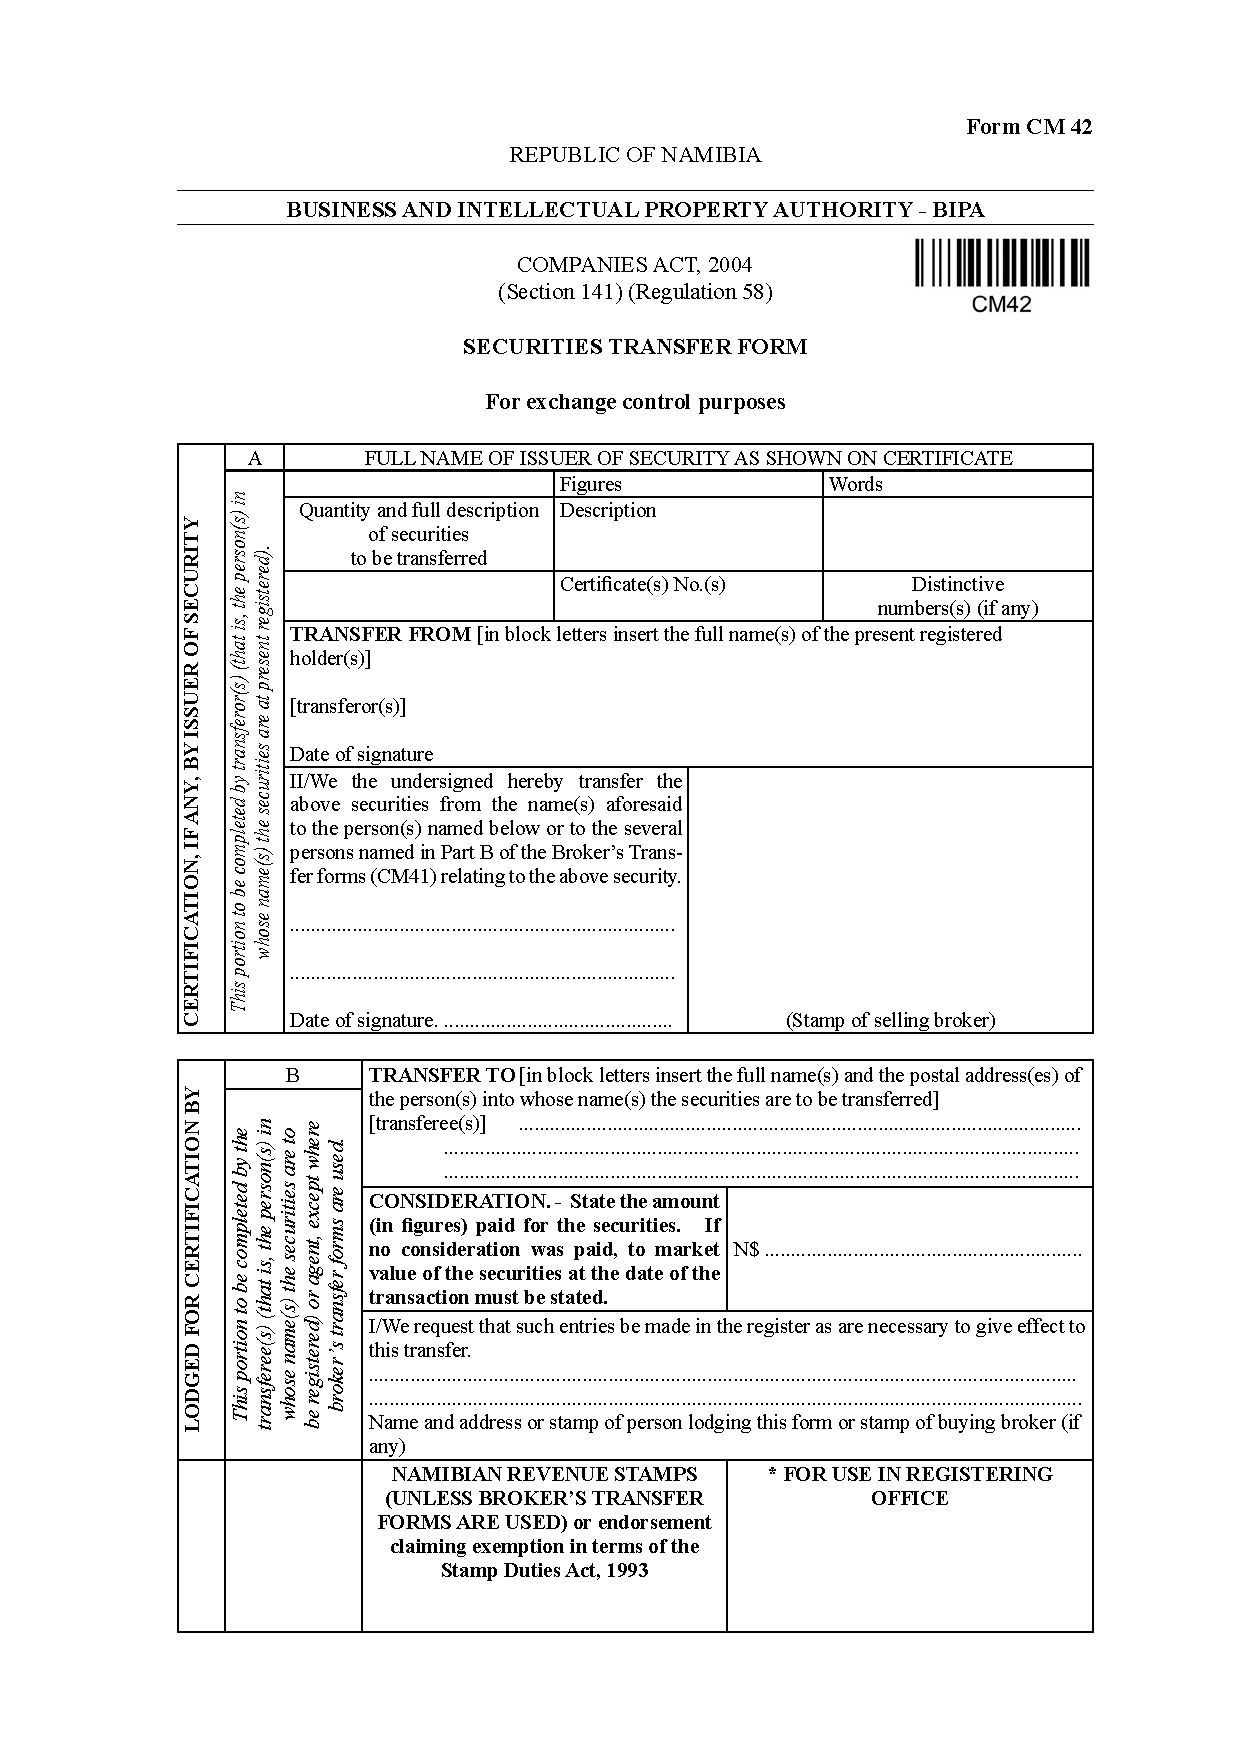 Form CM 42
REPUBLIC OF NAMIBIA
BUSINESS AND INTELLECTUAL PROPERTY AUTHORITY - BIPA
COMPANIES ACT, 2004
(Section 141) (Regulation 58)
CM42
SECURITIES TRANSFER FORM
For exchange control purposes
CERTIFICATION, IF ANY, BY ISSUER OF SECURITY
A
This portion to be completed by transferor(s) (that is, the person(s) in
whose name(s) the securities are at present registered).
FULL NAME OF ISSUER OF SECURITY AS SHOWN ON CERTIFICATE
Figures
Words
Quantity and full description
of securities
to be transferred
Description
Certificate(s) No.(s)
Distinctive
numbers(s) (if any)
TRANSFER FROM [in block letters insert the full name(s) of the present registered
holder(s)]
[transferor(s)]
Date of signature
II/We the undersigned hereby transfer the
above securities from the name(s) aforesaid
to the person(s) named below or to the several
persons named in Part B of the Broker's Trans-
fer forms (CM41) relating to the above security.
..........................................................................
..........................................................................
Date of signature. ............................................
(Stamp of selling broker)
LODGED FOR CERTIFICATION BY
B
This portion to be completed by the
transferee(s) (that is, the person(s) in
whose name(s) the securities are to
be registered) or agent, except where
broker's transfer forms are used.
TRANSFER TO [in block letters insert the full name(s) and the postal address(es) of
the person(s) into whose name(s) the securities are to be transferred]
[transferee(s)] ............................................................................................................
..........................................................................................................................
..........................................................................................................................
CONSIDERATION. - State the amount
(in figures) paid for the securities. If
no consideration was paid, to market
value of the securities at the date of the
transaction must be stated.
N$ .............................................................
I/We request that such entries be made in the register as are necessary to give effect to
this transfer.
........................................................................................................................................
.........................................................................................................................................
Name and address or stamp of person lodging this form or stamp of buying broker (if
any)
NAMIBIAN REVENUE STAMPS
(UNLESS BROKER'S TRANSFER
FORMS ARE USED) or endorsement
claiming exemption in terms of the
Stamp Duties Act, 1993
* FOR USE IN REGISTERING
OFFICE